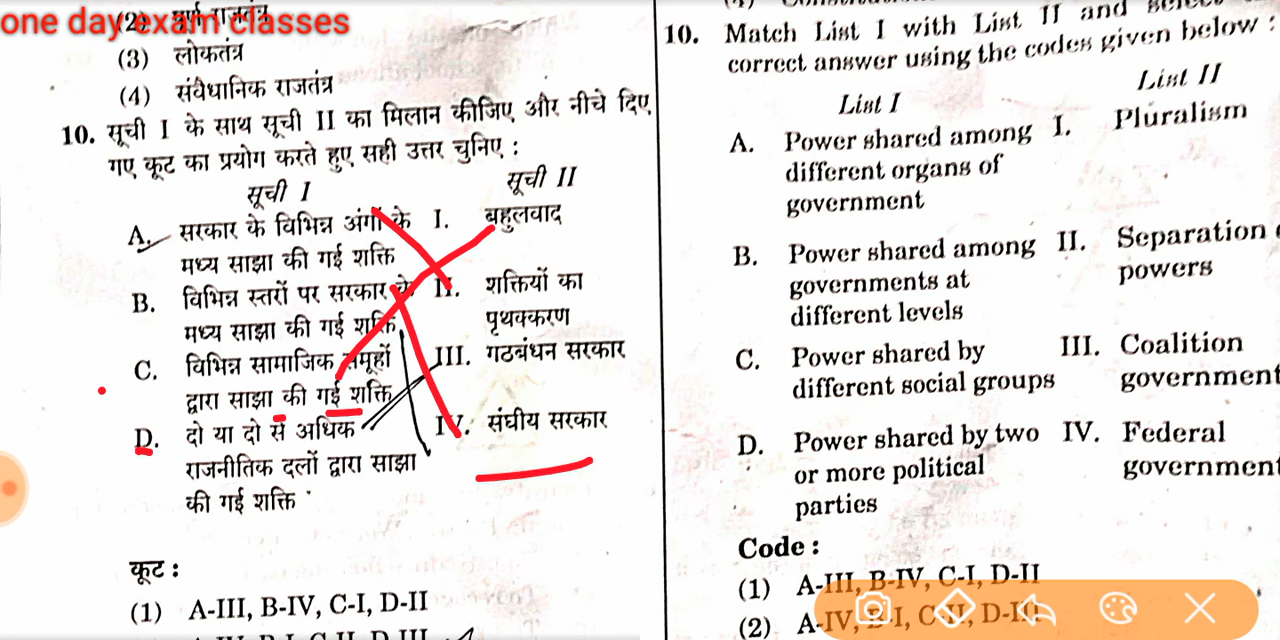 one day exam classes
(2) पूर्ण राजतंत्र
(3) लोकतंत्र
(4) संवैधानिक राजतंत्र
10. सूची I के साथ सूची II का मिलान कीजिए और नीचे दिए
गए कूट का प्रयोग करते हुए सही उत्तर चुनिए :
सूची I सूची II
A. सरकार के विभिन्न अंगों के I. बहुलवाद
मध्य साझा की गई शक्ति
B. विभिन्न स्तरों पर सरकार के II. शक्तियों का
मध्य साझा की गई शक्ति पृथक्करण
C. विभिन्न सामाजिक समूहों III. गठबंधन सरकार
द्वारा साझा की गई शक्ति
D. दो या दो से अधिक IV. संघीय सरकार
राजनीतिक दलों द्वारा साझा
की गई शक्ति
कूट :
(1) A-III, B-IV, C-I, D-II
10. Match List I with List II and
correct answer using the codes given below :
List I List II
A. Power shared among I. Pluralism
different organs of
government
B. Power shared among II. Separation
governments at powers
different levels
C. Power shared by III. Coalition
different social groups government
D. Power shared by two IV. Federal
or more political government
parties
Code :
(1) A-III, B-IV, C-I, D-II
(2) A-IV, B-I, C-II, D-III